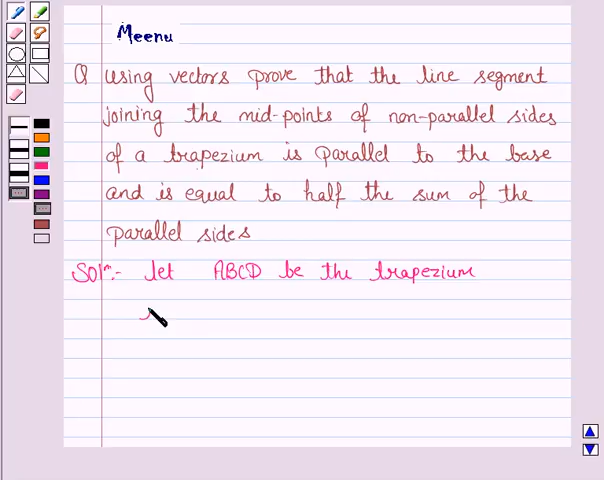 Meenu
Q using vectors prove that the line segment
joining the mid-points of non-parallel sides
of a trapezium is parallel to the base
and is equal to half the sum of the
parallel sides
Solⁿ:- let ABCD be the trapezium